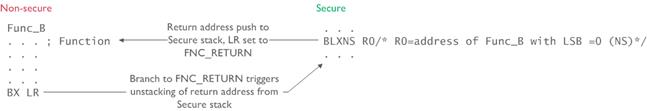 Non-secure
Secure
Func_B
. . . ; Function
. . .
. . .
. . .
BX LR
Return address push to
Secure stack, LR set to
FNC_RETURN
. . .
BLXNS R0/* R0=address of Func_B with LSB =0 (NS)*/
. . .
Branch to FNC_RETURN triggers
unstacking of return address from
Secure stack